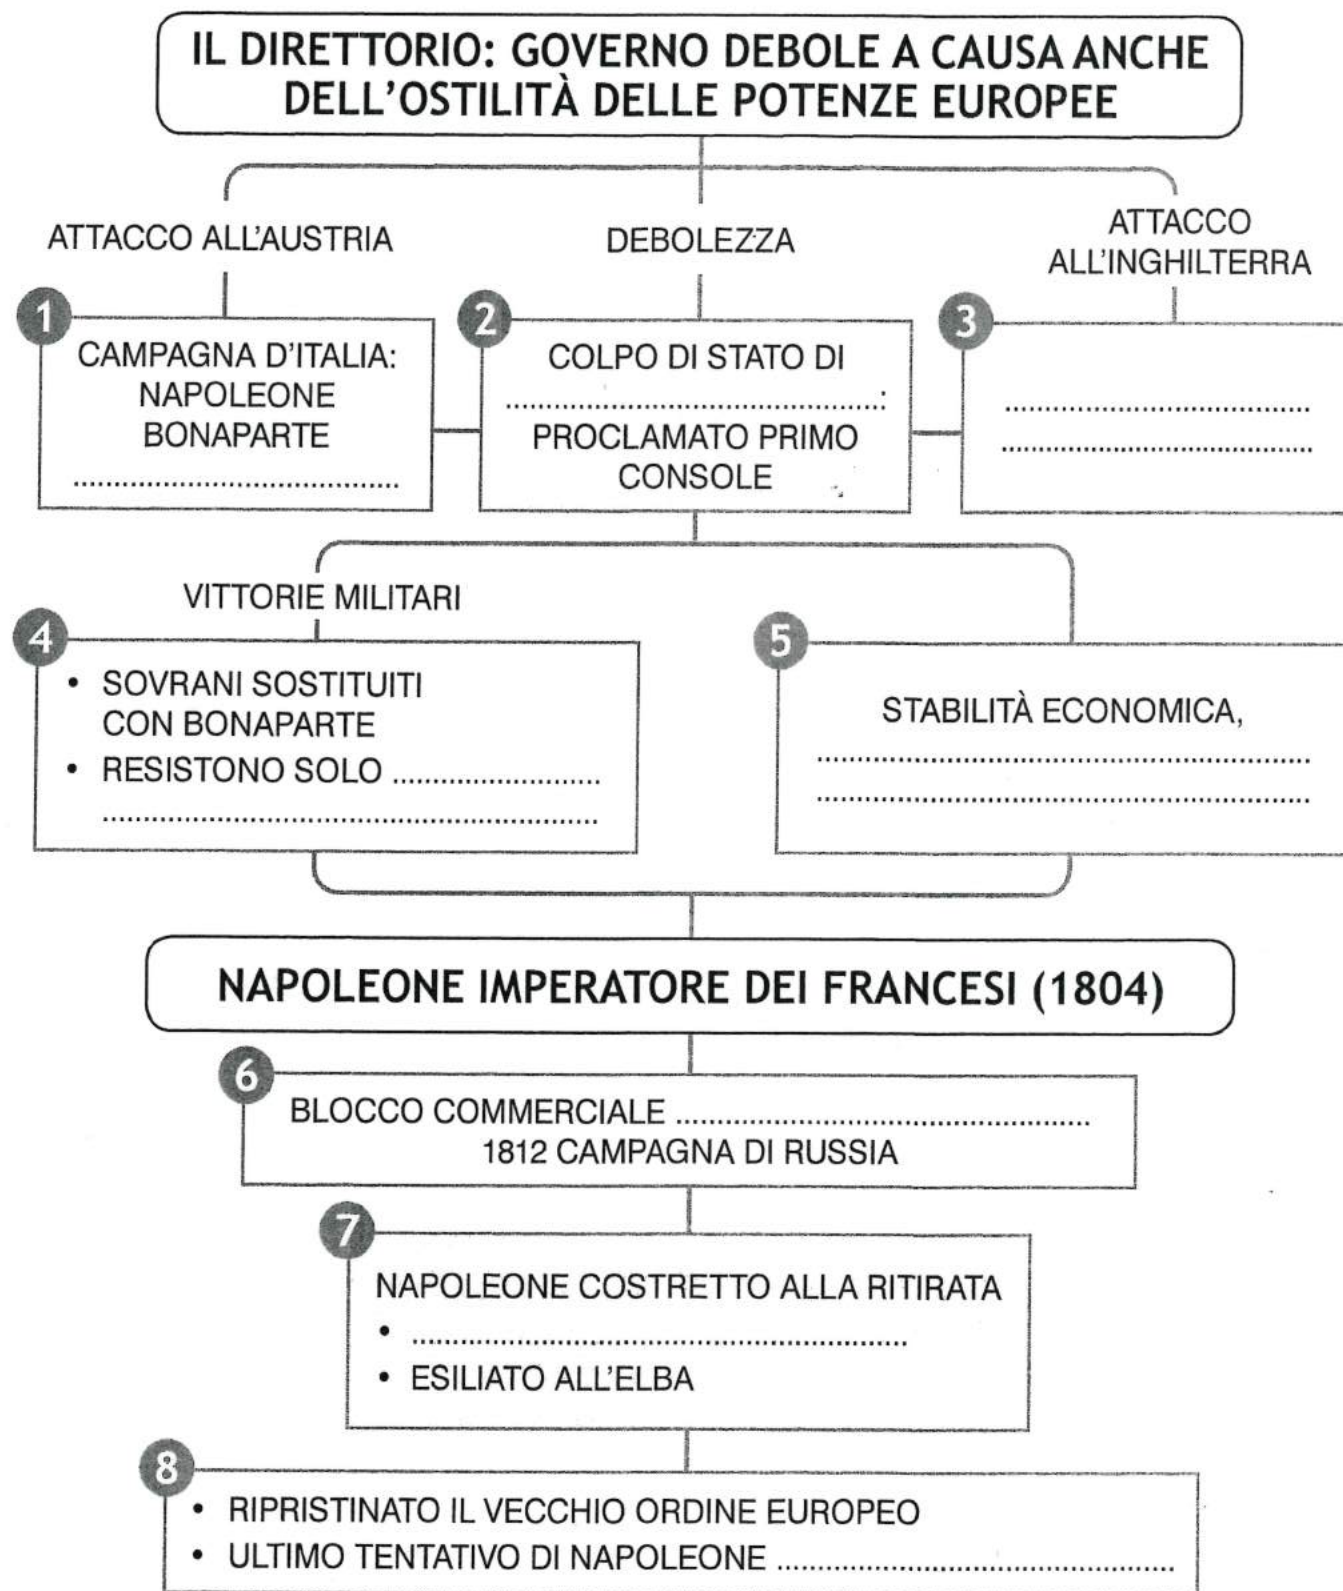 IL DIRETTORIO: GOVERNO DEBOLE A CAUSA ANCHE
DELL'OSTILITÀ DELLE POTENZE EUROPEE
ATTACCO ALL'AUSTRIA
DEBOLEZZA
ATTACCO
ALL'INGHILTERRA
1
CAMPAGNA D'ITALIA:
NAPOLEONE
BONAPARTE
......................................
2
COLPO DI STATO DI
.............................................:
PROCLAMATO PRIMO
CONSOLE
3
....................................
....................................
VITTORIE MILITARI
4
• SOVRANI SOSTITUITI
CON BONAPARTE
• RESISTONO SOLO .........................
...........................................................
5
STABILITÀ ECONOMICA,
..........................................................
..........................................................
NAPOLEONE IMPERATORE DEI FRANCESI (1804)
6
BLOCCO COMMERCIALE .................................................
1812 CAMPAGNA DI RUSSIA
7
NAPOLEONE COSTRETTO ALLA RITIRATA
• ..........................................................
• ESILIATO ALL'ELBA
8
• RIPRISTINATO IL VECCHIO ORDINE EUROPEO
• ULTIMO TENTATIVO DI NAPOLEONE ...............................................